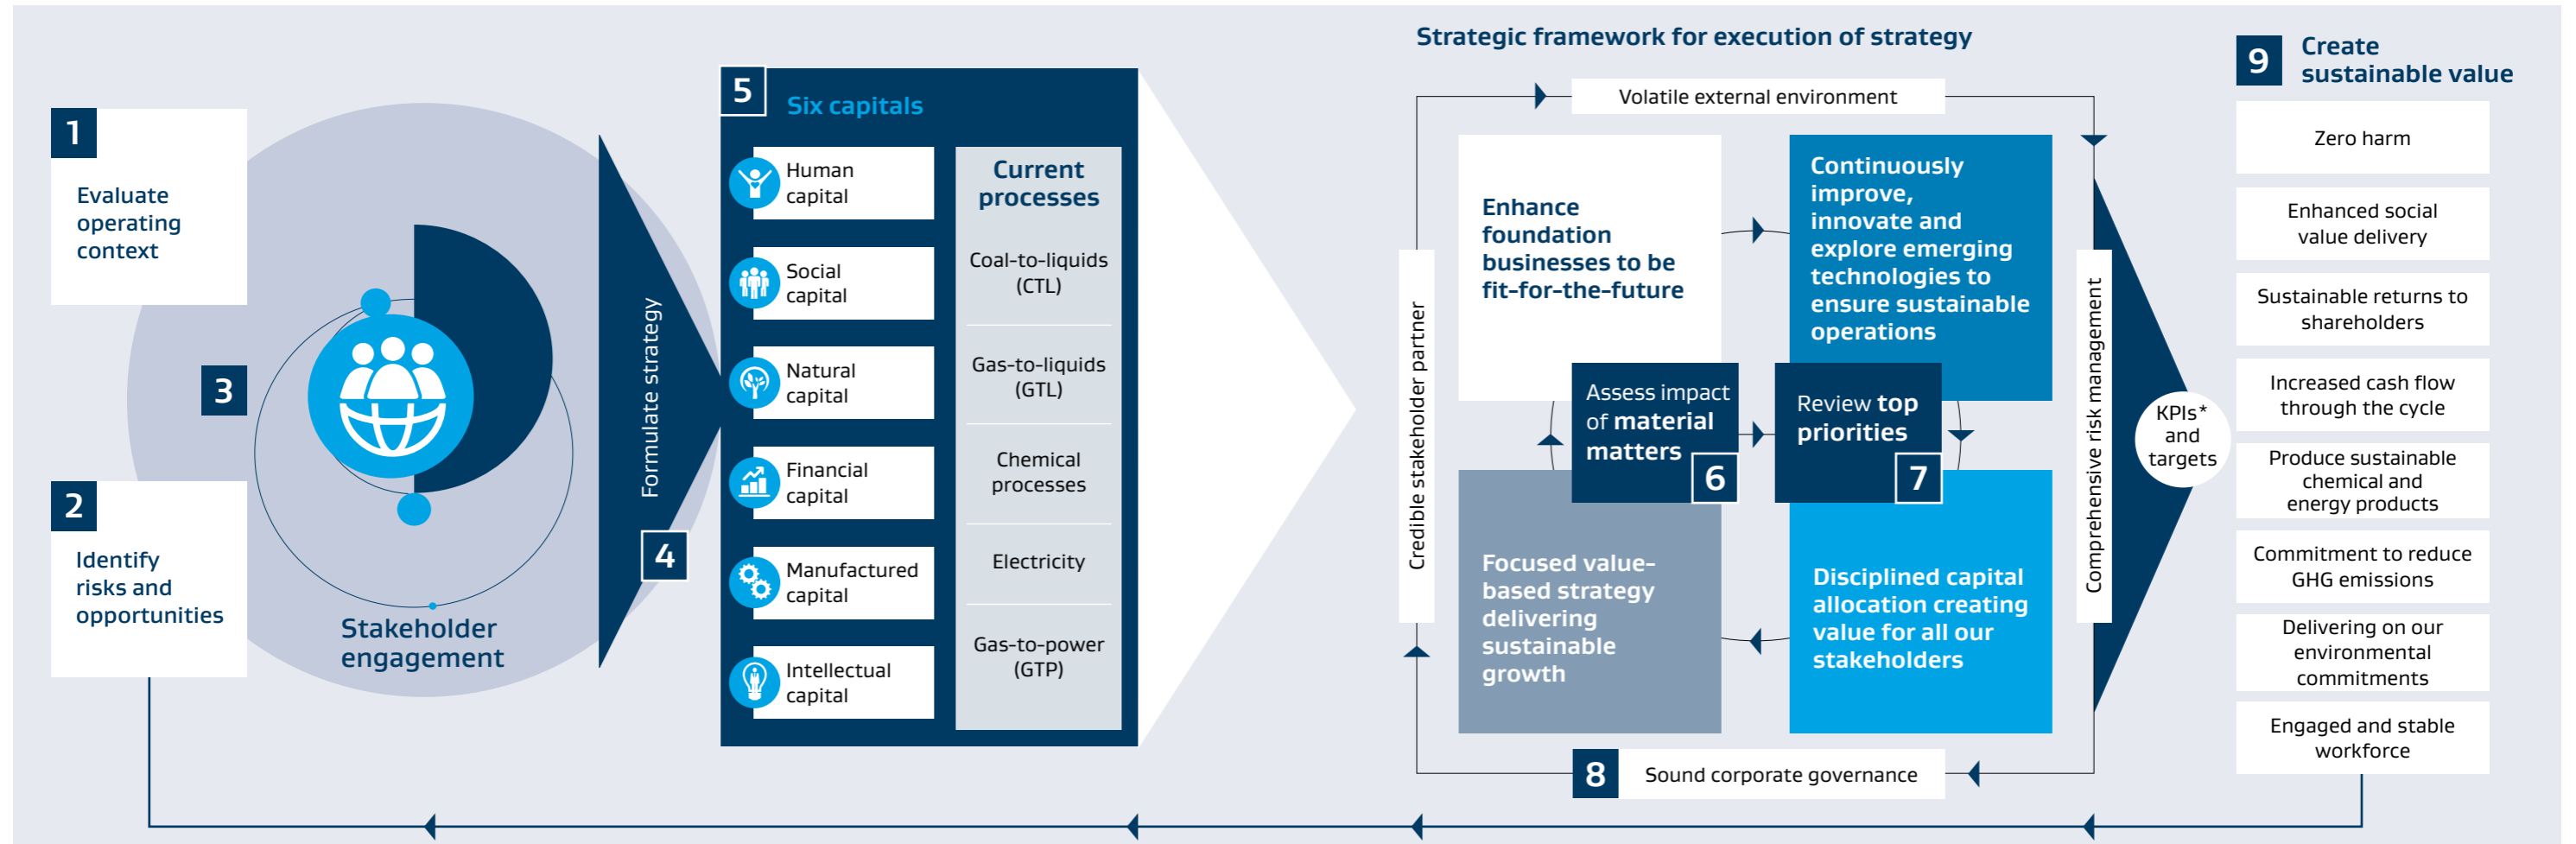 1
Evaluate
operating
context
2
Identify
risks and
opportunities
3
Stakeholder
engagement
Formulate strategy
4
5
Six capitals
Human
capital
Social
capital
Natural
capital
Financial
capital
Manufactured
capital
Intellectual
capital
Current
processes
Coal-to-liquids
(CTL)
Gas-to-liquids
(GTL)
Chemical
processes
Electricity
Gas-to-power
(GTP)
Strategic framework for execution of strategy
Volatile external environment
Credible stakeholder partner
Enhance
foundation
businesses to be
fit-for-the-future
Continuously
improve,
innovate and
explore emerging
technologies to
ensure sustainable
operations
Assess impact
of material
matters
6
Review top
priorities
7
Focused value-
based strategy
delivering
sustainable
growth
Disciplined capital
allocation creating
value for all our
stakeholders
Comprehensive risk management
8
Sound corporate governance
KPIs*
and
targets
9
Create
sustainable value
Zero harm
Enhanced social
value delivery
Sustainable returns to
shareholders
Increased cash flow
through the cycle
Produce sustainable
chemical and
energy products
Commitment to reduce
GHG emissions
Delivering on our
environmental
commitments
Engaged and stable
workforce